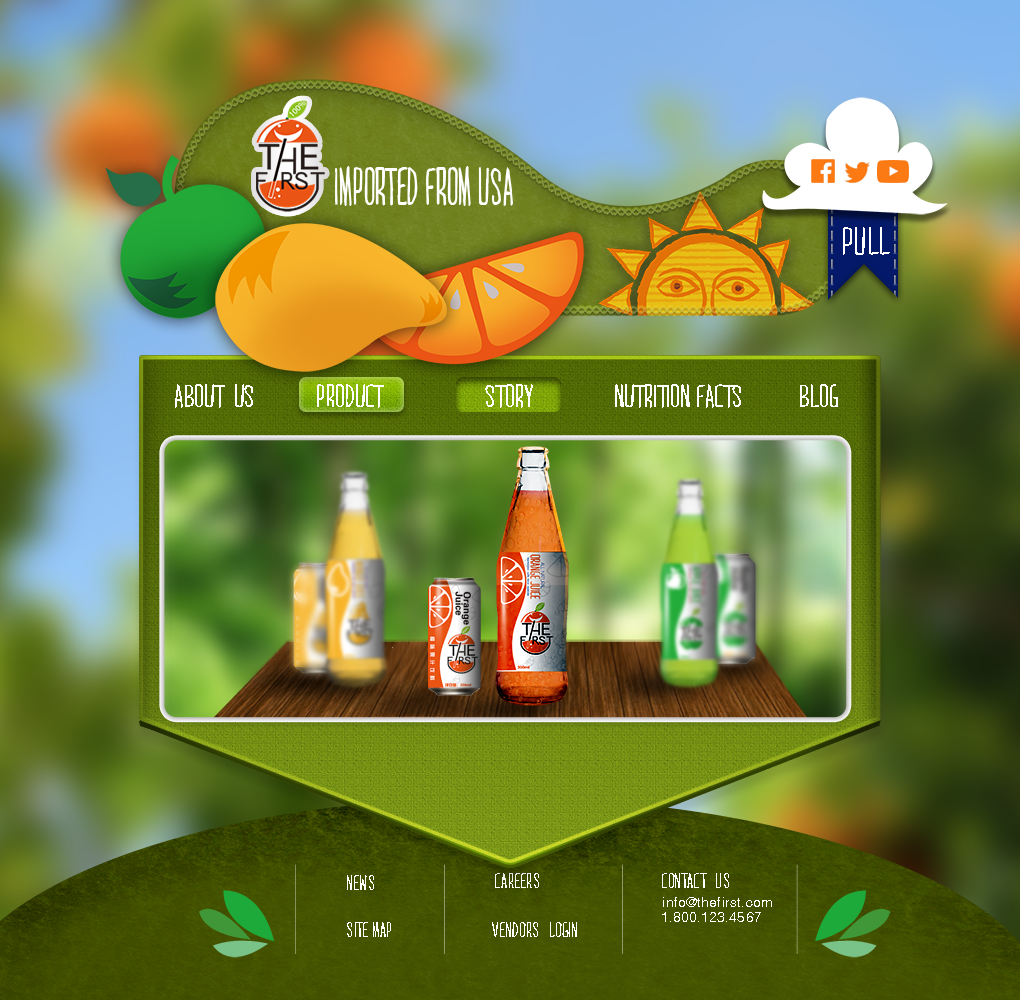 100%
THE
FIRST
IMPORTED FROM USA
PULL
ABOUT US
PRODUCT
STORY
NUTRITION FACTS
BLOG
ORANGE JUICE
THE
FIRST
Orange
Juice
THE
FIRST
NEWS
SITE MAP
CAREERS
VENDORS LOGIN
CONTACT US
info@thefirst.com
1.800.123.4567